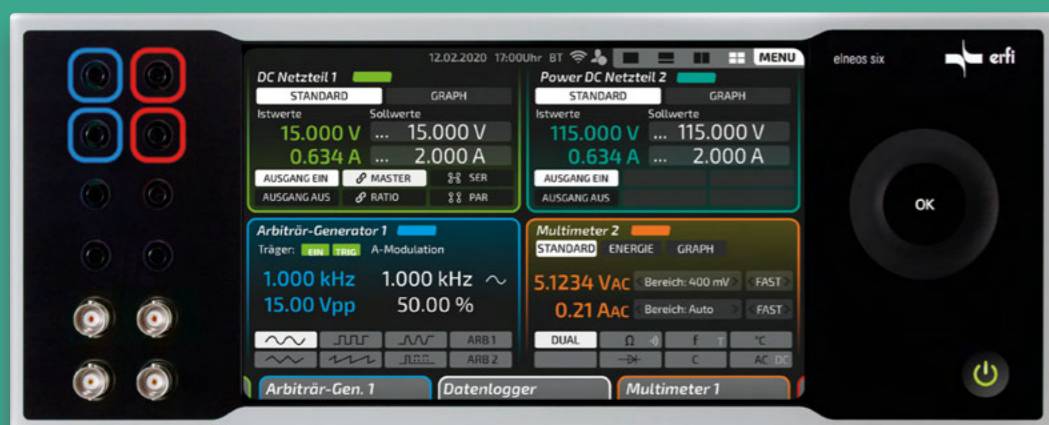 12.02.2020 17:00Uhr BT MENU
elneos six erfi
DC Netzteil 1
STANDARD GRAPH
Istwerte Sollwerte
15.000 V ... 15.000 V
0.634 A ... 2.000 A
AUSGANG EIN MASTER SER
AUSGANG AUS RATIO PAR
Power DC Netzteil 2
STANDARD GRAPH
Istwerte Sollwerte
115.000 V ... 115.000 V
0.634 A ... 2.000 A
AUSGANG EIN
AUSGANG AUS
Arbiträr-Generator 1
Träger: EIN TRIG A-Modulation
1.000 kHz 1.000 kHz
15.00 Vpp 50.00 %
ARB 1
ARB 2
Multimeter 2
STANDARD ENERGIE GRAPH
5.1234 VAC Bereich: 400 mV FAST
0.21 AAC Bereich: Auto FAST
DUAL Ω f T °C
C AC DC
Arbiträr-Gen. 1 Datenlogger Multimeter 1
OK